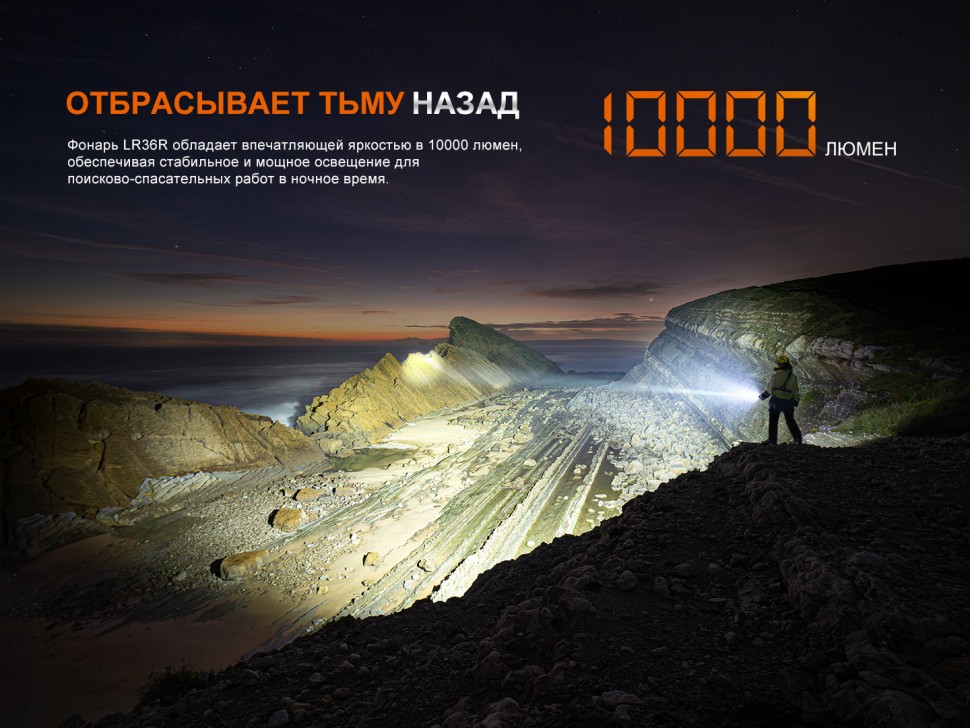 ОТБРАСЫВАЕТ ТЬМУ НАЗАД
Фонарь LR36R обладает впечатляющей яркостью в 10000 люмен,
обеспечивая стабильное и мощное освещение для
поисково-спасательных работ в ночное время.
10000 ЛЮМЕН